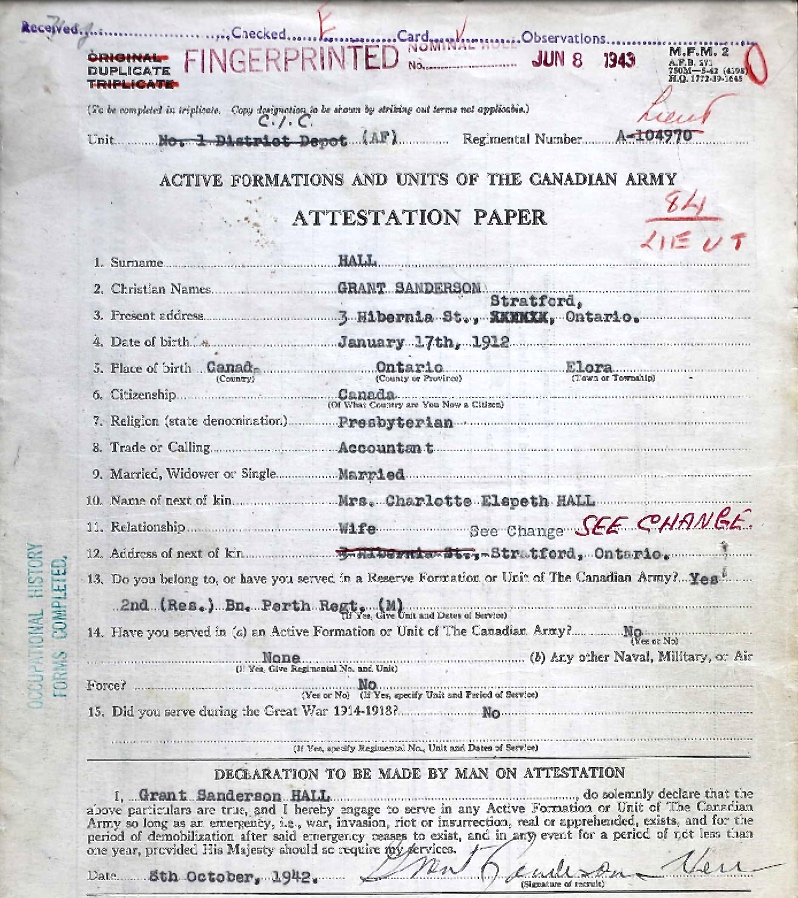 Received Checked E Card Observations
ORIGINAL FINGERPRINTED NOMINAL ROLL JUN 8 1943 M.F.M. 2
DUPLICATE No. A.F.B. 271
TRIPLICATE H.Q. 1772-39-1648
(To be completed in triplicate. Copy designation to be shown by striking out terms not applicable.)
C.I.C. Lieut
Unit No. 1 District Depot (AF) Regimental Number A-104970
ACTIVE FORMATIONS AND UNITS OF THE CANADIAN ARMY
84
ATTESTATION PAPER
LIEUT
1. Surname HALL
2. Christian Names GRANT SANDERSON
Stratford,
3. Present address 3 Hibernia St., XXXXXX, Ontario.
4. Date of birth January 17th, 1912
5. Place of birth Canad- Ontario Elora
(Country) (County or Province) (Town or Township)
6. Citizenship Canada
(Of What Country are You Now a Citizen)
7. Religion (state denomination) Presbyterian
8. Trade or Calling Accountant
9. Married, Widower or Single Married
10. Name of next of kin Mrs. Charlotte Elspeth HALL
11. Relationship Wife See Change SEE CHANGE.
12. Address of next of kin 3 Hibernia St., Stratford, Ontario.
13. Do you belong to, or have you served in a Reserve Formation or Unit of The Canadian Army? Yes
2nd (Res.) Bn. Perth Regt. (M)
(If Yes, Give Unit and Dates of Service)
14. Have you served in (a) an Active Formation or Unit of The Canadian Army? No
(Yes or No)
None (b) Any other Naval, Military, or Air
(If Yes, Give Regimental No. and Unit)
Force? No
(Yes or No) (If Yes, specify Unit and Period of Service)
15. Did you serve during the Great War 1914-1918? No
(If Yes, specify Regimental No., Unit and Dates of Service)
OCCUPATIONAL HISTORY
FORMS COMPLETED.
DECLARATION TO BE MADE BY MAN ON ATTESTATION
I, Grant Sanderson HALL, do solemnly declare that the
above particulars are true, and I hereby engage to serve in any Active Formation or Unit of The Canadian
Army so long as an emergency, i.e., war, invasion, riot or insurrection, real or apprehended, exists, and for the
period of demobilization after said emergency ceases to exist, and in any event for a period of not less than
one year, provided His Majesty should so require my services.
Date 8th October, 1942. Grant Sanderson Hall
(Signature of recruit)